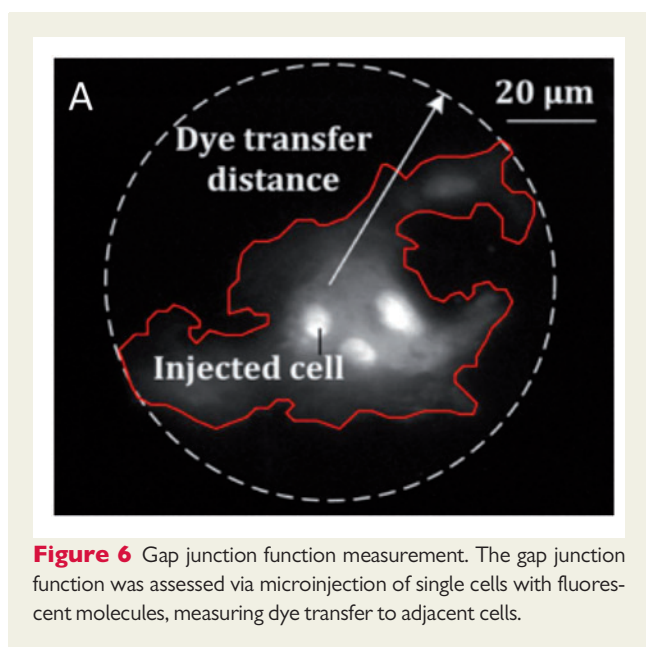 A
20 μm
Dye transfer
distance
Injected cell
Figure 6 Gap junction function measurement. The gap junction
function was assessed via microinjection of single cells with fluores-
cent molecules, measuring dye transfer to adjacent cells.